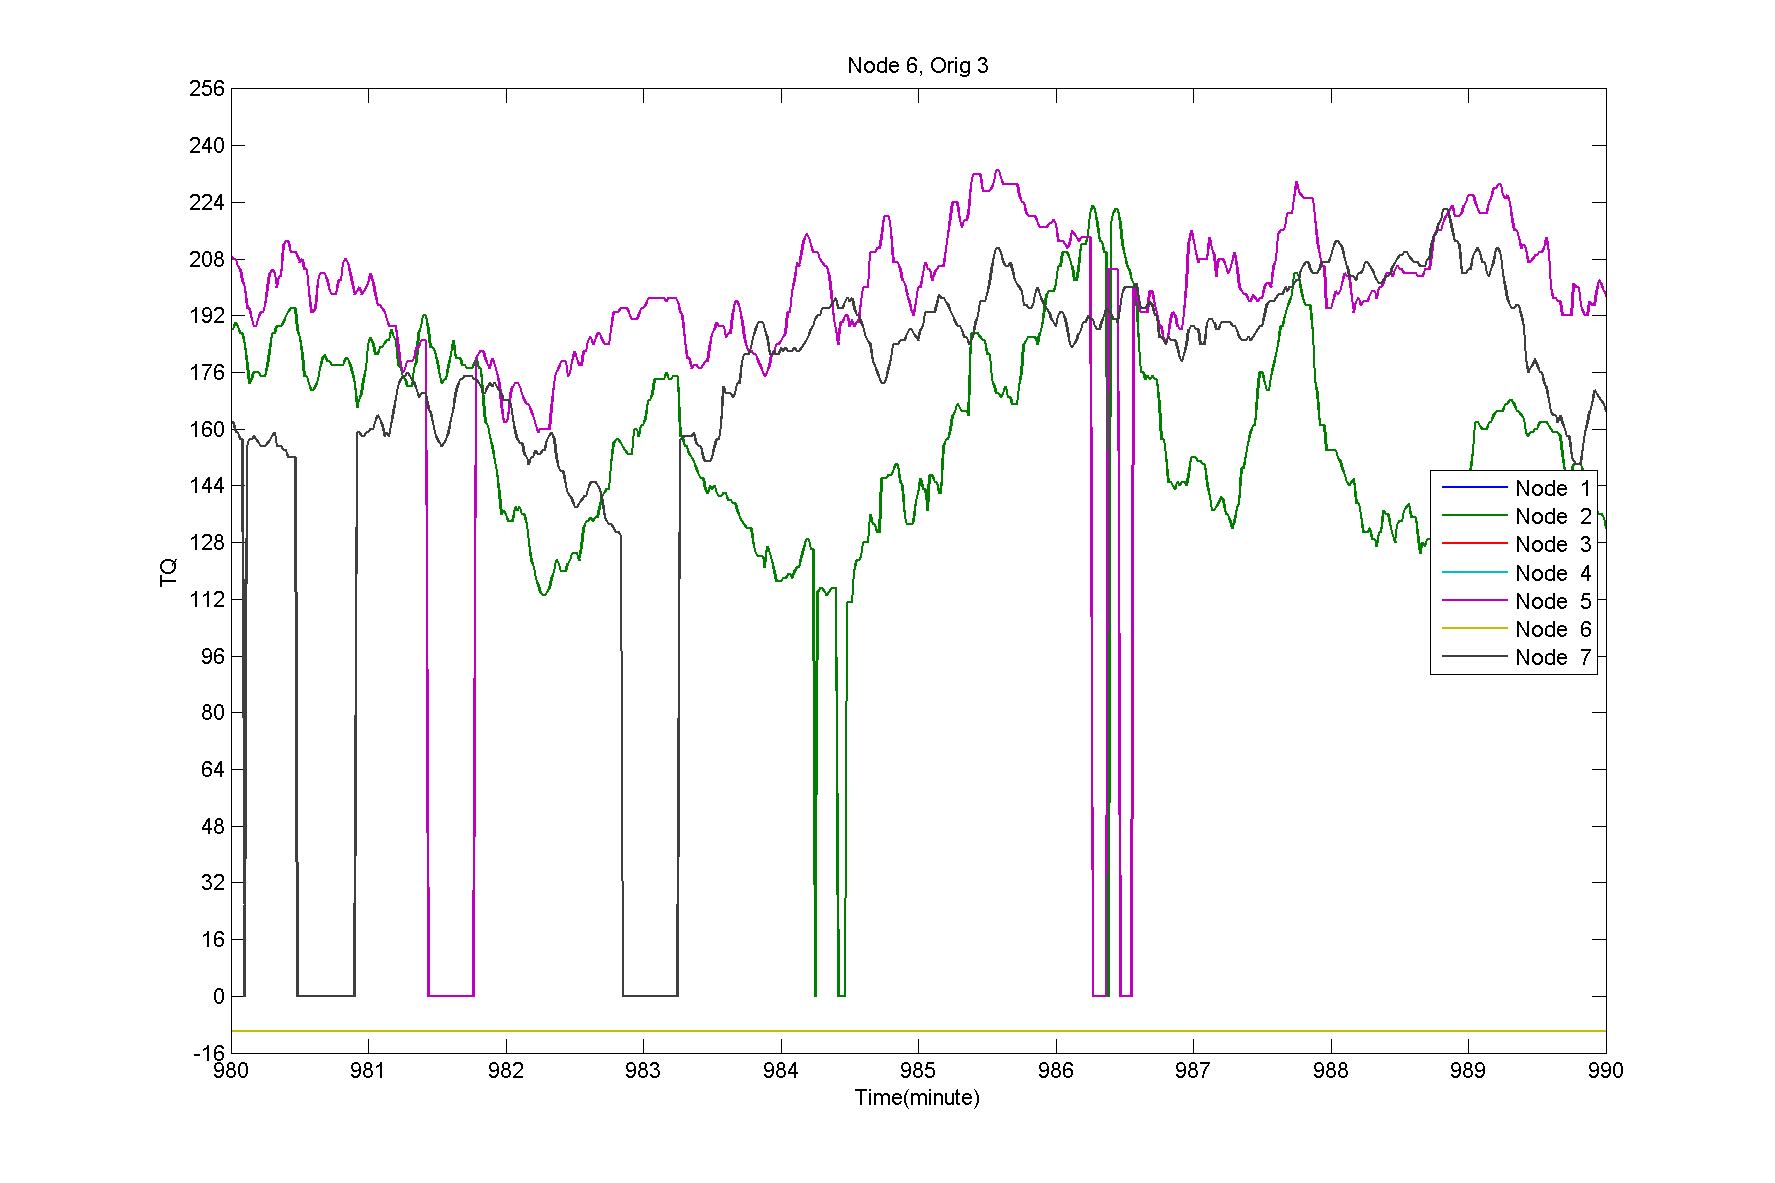 Node 6, Orig 3
256
240
224
208
192
176
160
144
128
112
96
80
64
48
32
16
0
-16
TQ
980 981 982 983 984 985 986 987 988 989 990
Time(minute)
Node 1
Node 2
Node 3
Node 4
Node 5
Node 6
Node 7